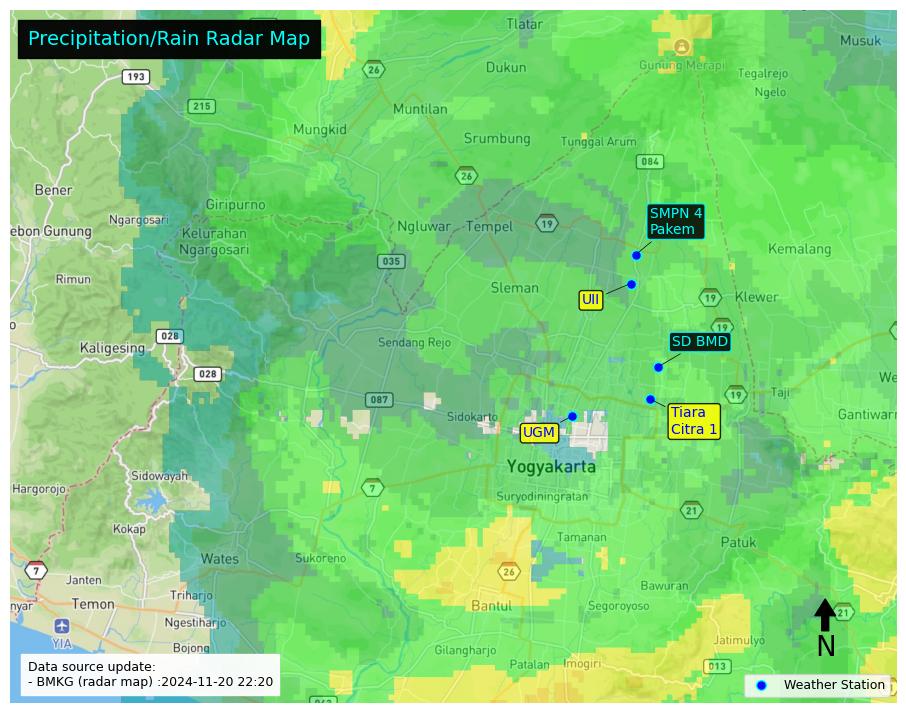 Precipitation/Rain Radar Map
Tlatar
Musuk
193
26
Dukun
Gunung Merapi
Tegalrejo
Ngelo
215
Muntilan
Mungkid
Srumbung
Tunggal Arum
084
26
Bener
Giripurno
Ngargosari
SMPN 4
Pakem
ebon Gunung
Kelurahan
Ngargosari
Ngluwar
Tempel
19
Kemalang
035
Rimun
Sleman
UII
19
Klewer
19
028
Kaligesing
Sendang Rejo
SD BMD
028
We
087
Taji
19
Sidokarto
Tiara
Citra 1
Gantiwar
UGM
Yogyakarta
Sidowayah
Hargorojo
7
Suryodiningratan
21
Kokap
Tamanan
Patuk
Wates
Sukoreno
7
Janten
26
Bawuran
nyar
Temon
Triharjo
Bantul
Segoroyoso
21
Ngestiharjo
YIA
Jatimulyo
Bojong
Gilangharjo
N
Patalan
Imogiri
013
Data source update:
- BMKG (radar map) :2024-11-20 22:20
Weather Station